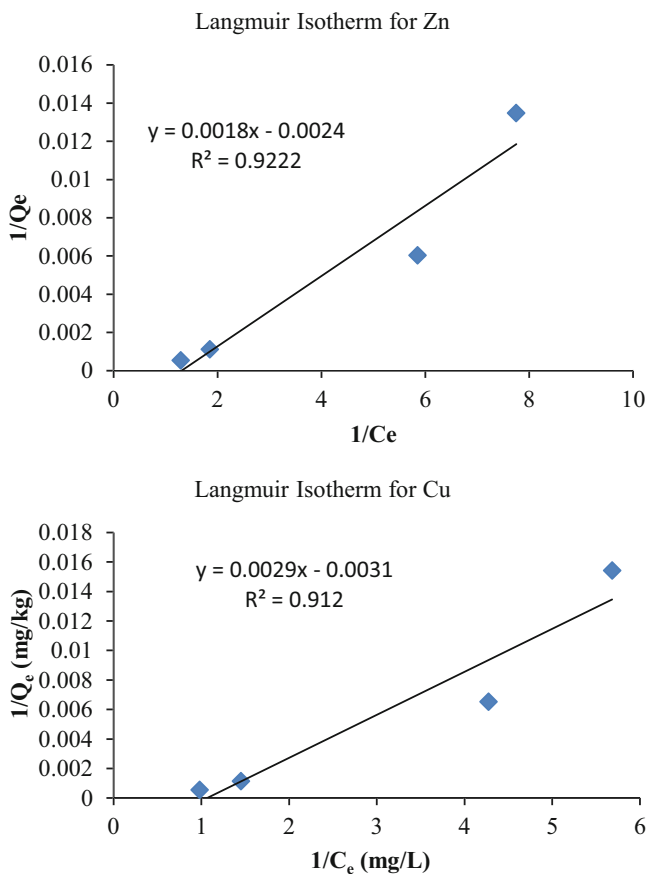 Langmuir Isotherm for Zn
0.016
0.014
0.012
0.01
0.008
0.006
0.004
0.002
0
y = 0.0018x - 0.0024
R² = 0.9222
1/Qe
0 2 4 6 8 10
1/Ce
Langmuir Isotherm for Cu
0.018
0.016
0.014
0.012
0.01
0.008
0.006
0.004
0.002
0
y = 0.0029x - 0.0031
R² = 0.912
1/Qₑ (mg/kg)
0 1 2 3 4 5 6
1/Cₑ (mg/L)